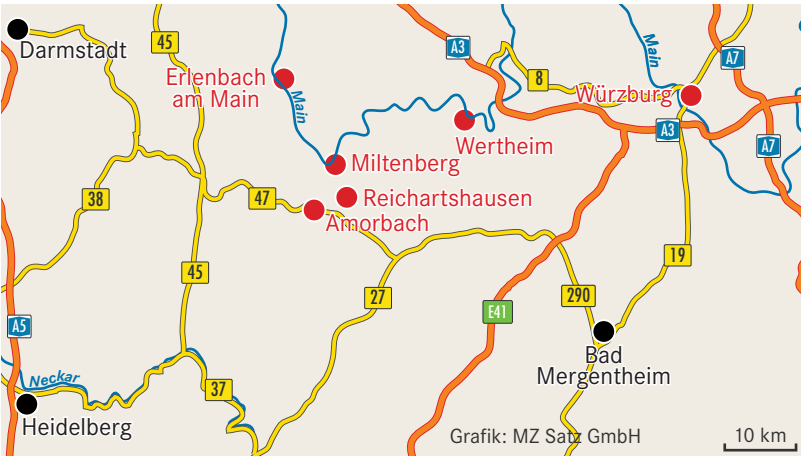 Darmstadt
45
A3
Main
A7
Erlenbach
am Main
Main
8
Würzburg
A3
Wertheim
A7
Miltenberg
38
47
Reichartshausen
Amorbach
19
45
27
290
E41
A5
Bad
Mergentheim
Neckar
37
Heidelberg
Grafik: MZ Satz GmbH
10 km